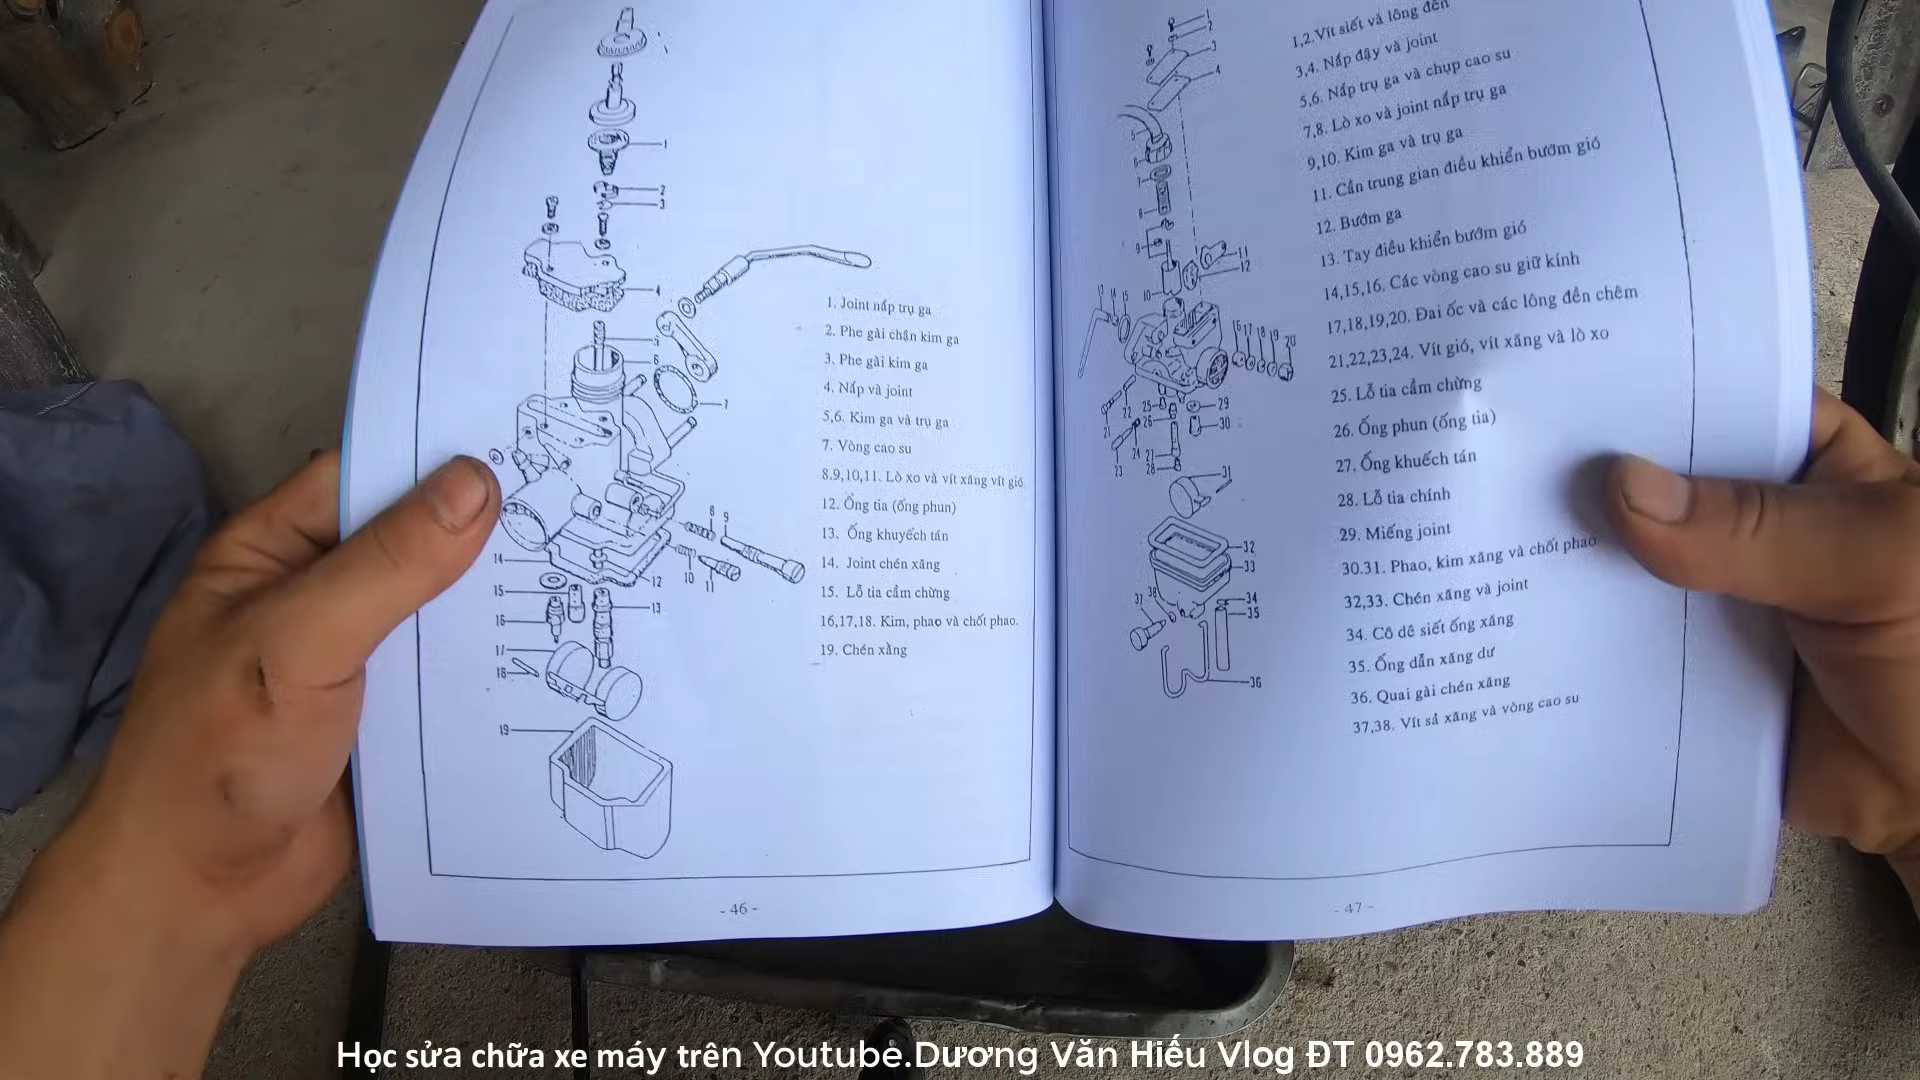 1. Joint nắp trụ ga
2. Phe gài chận kim ga
3. Phe gài kim ga
4. Nắp và joint
5,6. Kim ga và trụ ga
7. Vòng cao su
8.9,10,11. Lò xo và vít xăng vít gió
12. Ống tia (ống phun)
13. Ống khuyếch tán
14. Joint chén xăng
15. Lỗ tia cầm chừng
16,17,18. Kim, phao và chốt phao.
19. Chén xăng
- 46 -
1,2.Vít siết và lông đền
3,4. Nắp đậy và joint
5,6. Nắp trụ ga và chụp cao su
7,8. Lò xo và joint nắp trụ ga
9,10. Kim ga và trụ ga
11. Cần trung gian điều khiển bướm gió
12. Bướm ga
13. Tay điều khiển bướm gió
14,15,16. Các vòng cao su giữ kính
17,18,19,20. Đai ốc và các lông đền chêm
21,22,23,24. Vít gió, vít xăng và lò xo
25. Lỗ tia cầm chừng
26. Ống phun (ống tia)
27. Ống khuếch tán
28. Lỗ tia chính
29. Miếng joint
30.31. Phao, kim xăng và chốt phao
32,33. Chén xăng và joint
34. Cô dê siết ống xăng
35. Ống dẫn xăng dư
36. Quai gài chén xăng
37,38. Vít xả xăng và vòng cao su
- 47 -
Học sửa chữa xe máy trên Youtube.Dương Văn Hiếu Vlog ĐT 0962.783.889